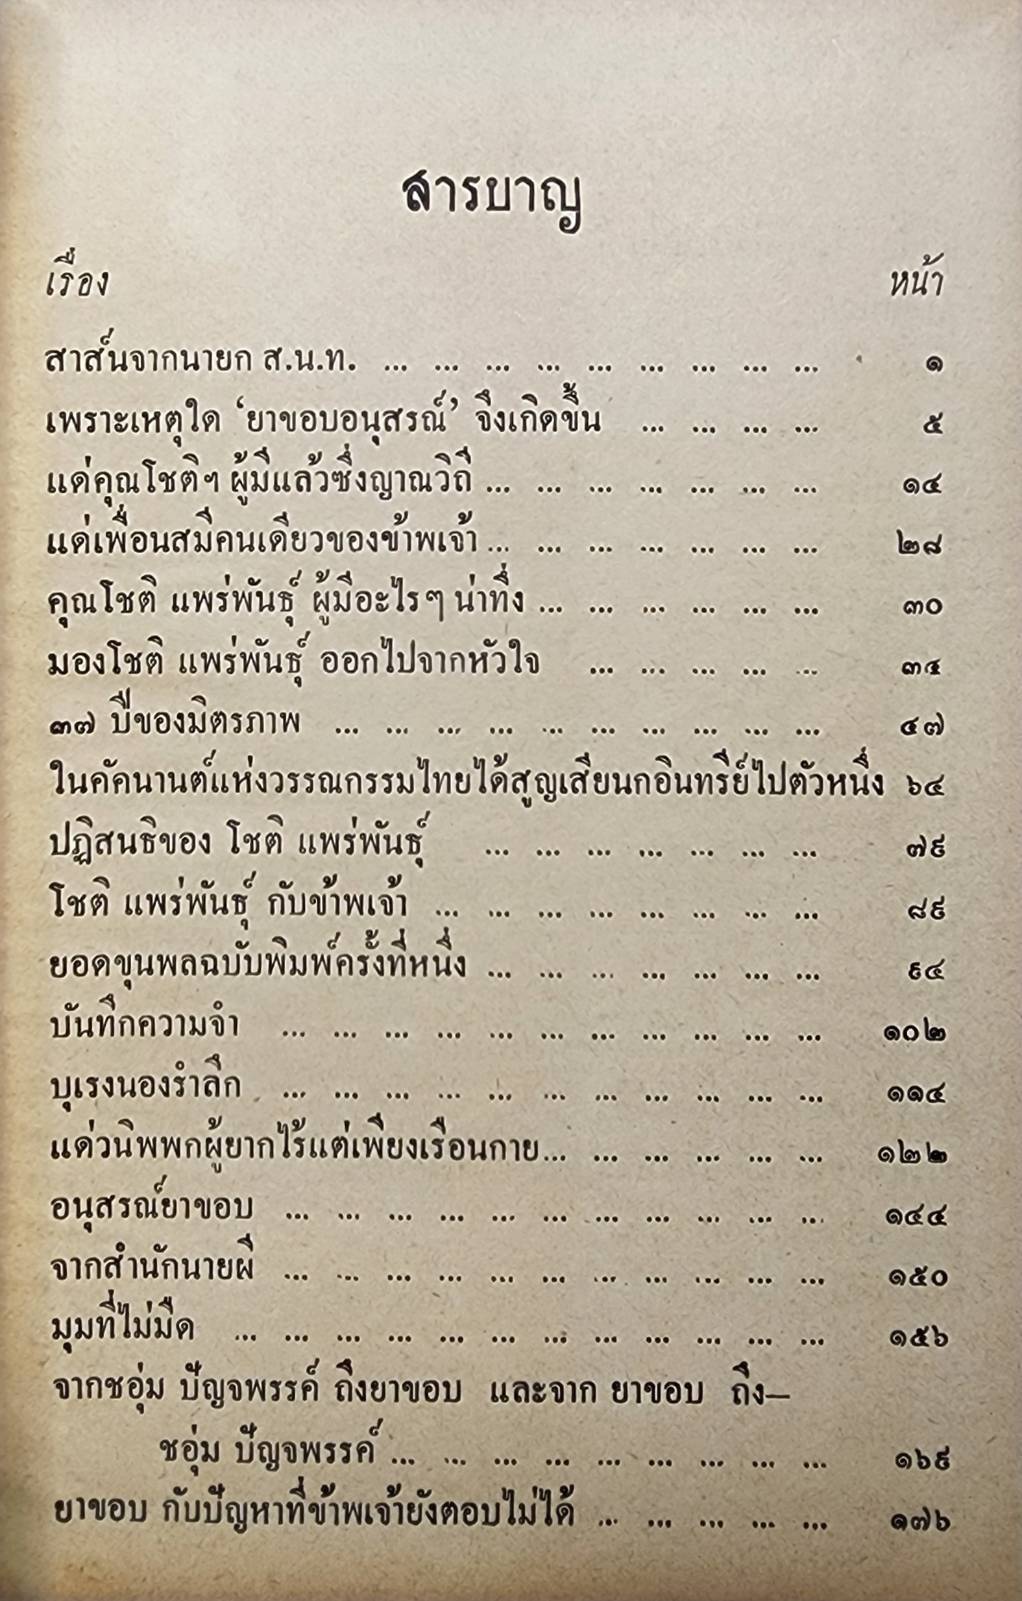 สารบาญ
เรื่อง หน้า
สาส์นจากนายก ส.น.ท. ... ... ... ... ... ... ... ... ... ๑
เพราะเหตุใด ‘ยาขอบอนุสรณ์’ จึงเกิดขึ้น ... ... ... ... ๕
แด่คุณโชติฯ ผู้มีแล้วซึ่งญาณวิถี ... ... ... ... ... ... ... ๑๔
แด่เพื่อนสมีคนเดียวของข้าพเจ้า ... ... ... ... ... ... ... ๒๘
คุณโชติ แพร่พันธุ์ ผู้มีอะไรๆ น่าทึ่ง ... ... ... ... ... ... ๓๐
มองโชติ แพร่พันธุ์ ออกไปจากหัวใจ ... ... ... ... ... ๓๔
๓๗ ปีของมิตรภาพ ... ... ... ... ... ... ... ... ... ... ๔๗
ในคัคนานต์แห่งวรรณกรรมไทยได้สูญเสียนกอินทรีย์ไปตัวหนึ่ง ๖๔
ปฏิสนธิของ โชติ แพร่พันธุ์ ... ... ... ... ... ... ... ๗๙
โชติ แพร่พันธุ์ กับข้าพเจ้า ... ... ... ... ... ... ... ... ๘๙
ยอดขุนพลฉบับพิมพ์ครั้งที่หนึ่ง ... ... ... ... ... ... ... ๙๔
บันทึกความจำ ... ... ... ... ... ... ... ... ... ... ... ๑๐๒
บุเรงนองรำลึก ... ... ... ... ... ... ... ... ... ... ... ๑๑๔
แด่วนิพพกผู้ยากไร้แต่เพียงเรือนกาย ... ... ... ... ... ... ๑๒๒
อนุสรณ์ยาขอบ ... ... ... ... ... ... ... ... ... ... ... ๑๔๔
จากสำนักนายผี ... ... ... ... ... ... ... ... ... ... ... ๑๕๐
มุมที่ไม่มืด ... ... ... ... ... ... ... ... ... ... ... ... ๑๕๖
จากชอุ่ม ปัญจพรรค์ ถึงยาขอบ และจาก ยาขอบ ถึง—
ชอุ่ม ปัญจพรรค์ ... ... ... ... ... ... ... ... ... ๑๖๙
ยาขอบ กับปัญหาที่ข้าพเจ้ายังตอบไม่ได้ ... ... ... ... ... ๑๗๖